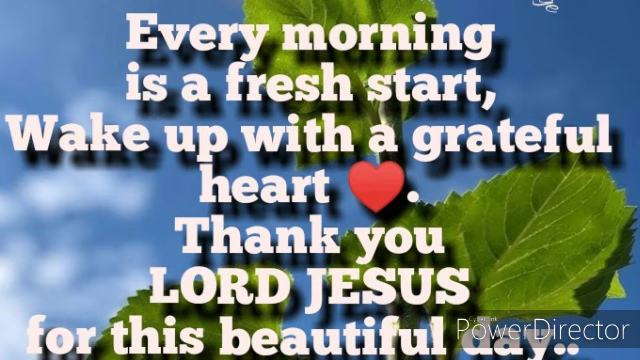 Every morning
is a fresh start,
Wake up with a grateful
heart ♥.
Thank you
LORD JESUS
for this beautiful day..
PowerDirector